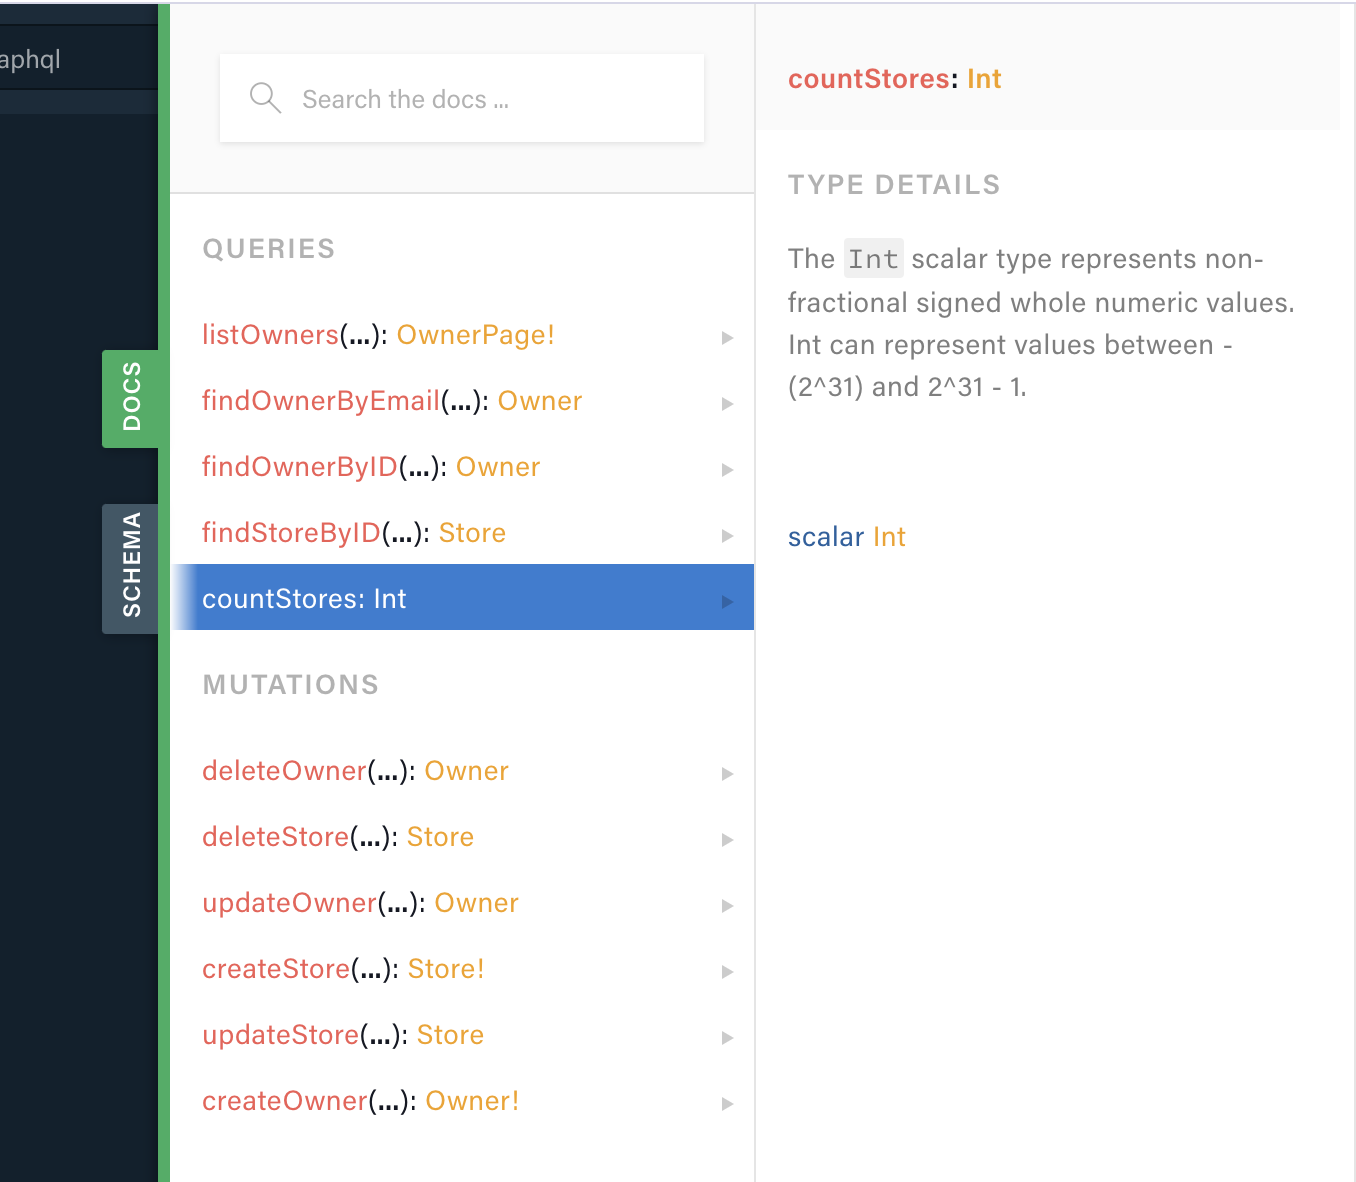 aphql
DOCS
SCHEMA
Search the docs ...
QUERIES
listOwners(...): OwnerPage!
findOwnerByEmail(...): Owner
findOwnerByID(...): Owner
findStoreByID(...): Store
countStores: Int
MUTATIONS
deleteOwner(...): Owner
deleteStore(...): Store
updateOwner(...): Owner
createStore(...): Store!
updateStore(...): Store
createOwner(...): Owner!
countStores: Int
TYPE DETAILS
The Int scalar type represents non-
fractional signed whole numeric values.
Int can represent values between -
(2^31) and 2^31 - 1.
scalar Int